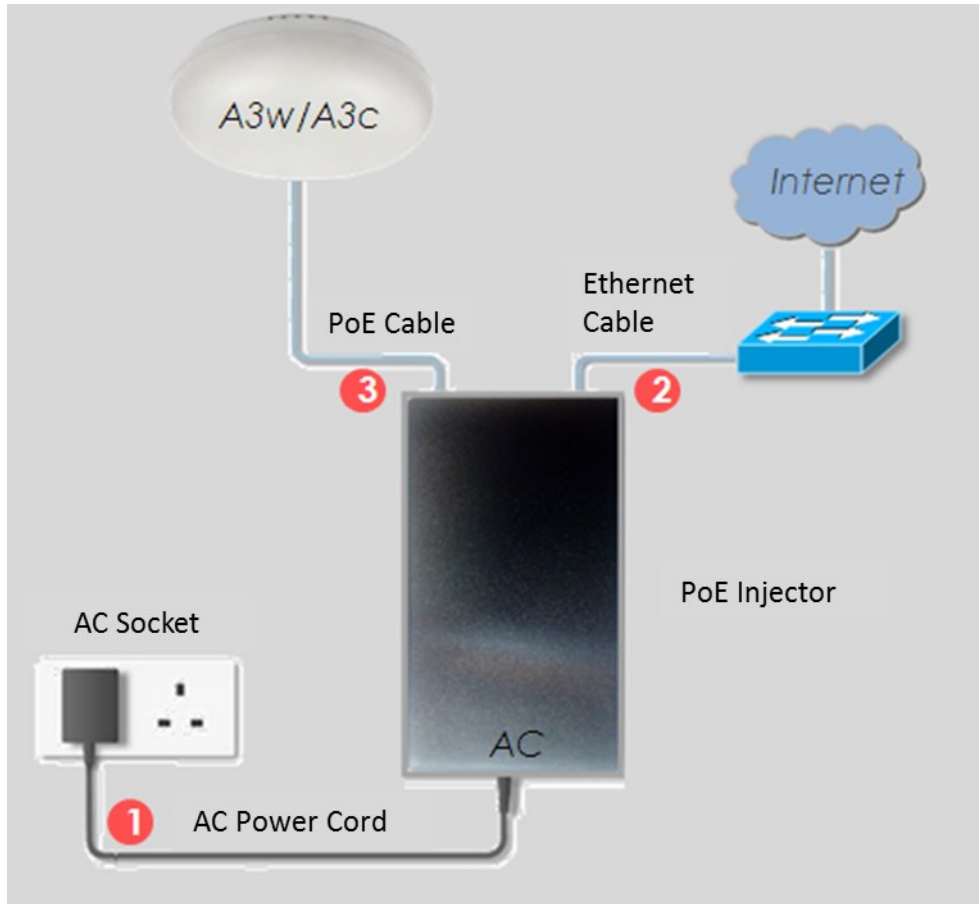 A3w/A3c
Internet
Ethernet
Cable
PoE Cable
3
2
PoE Injector
AC Socket
AC
1
AC Power Cord